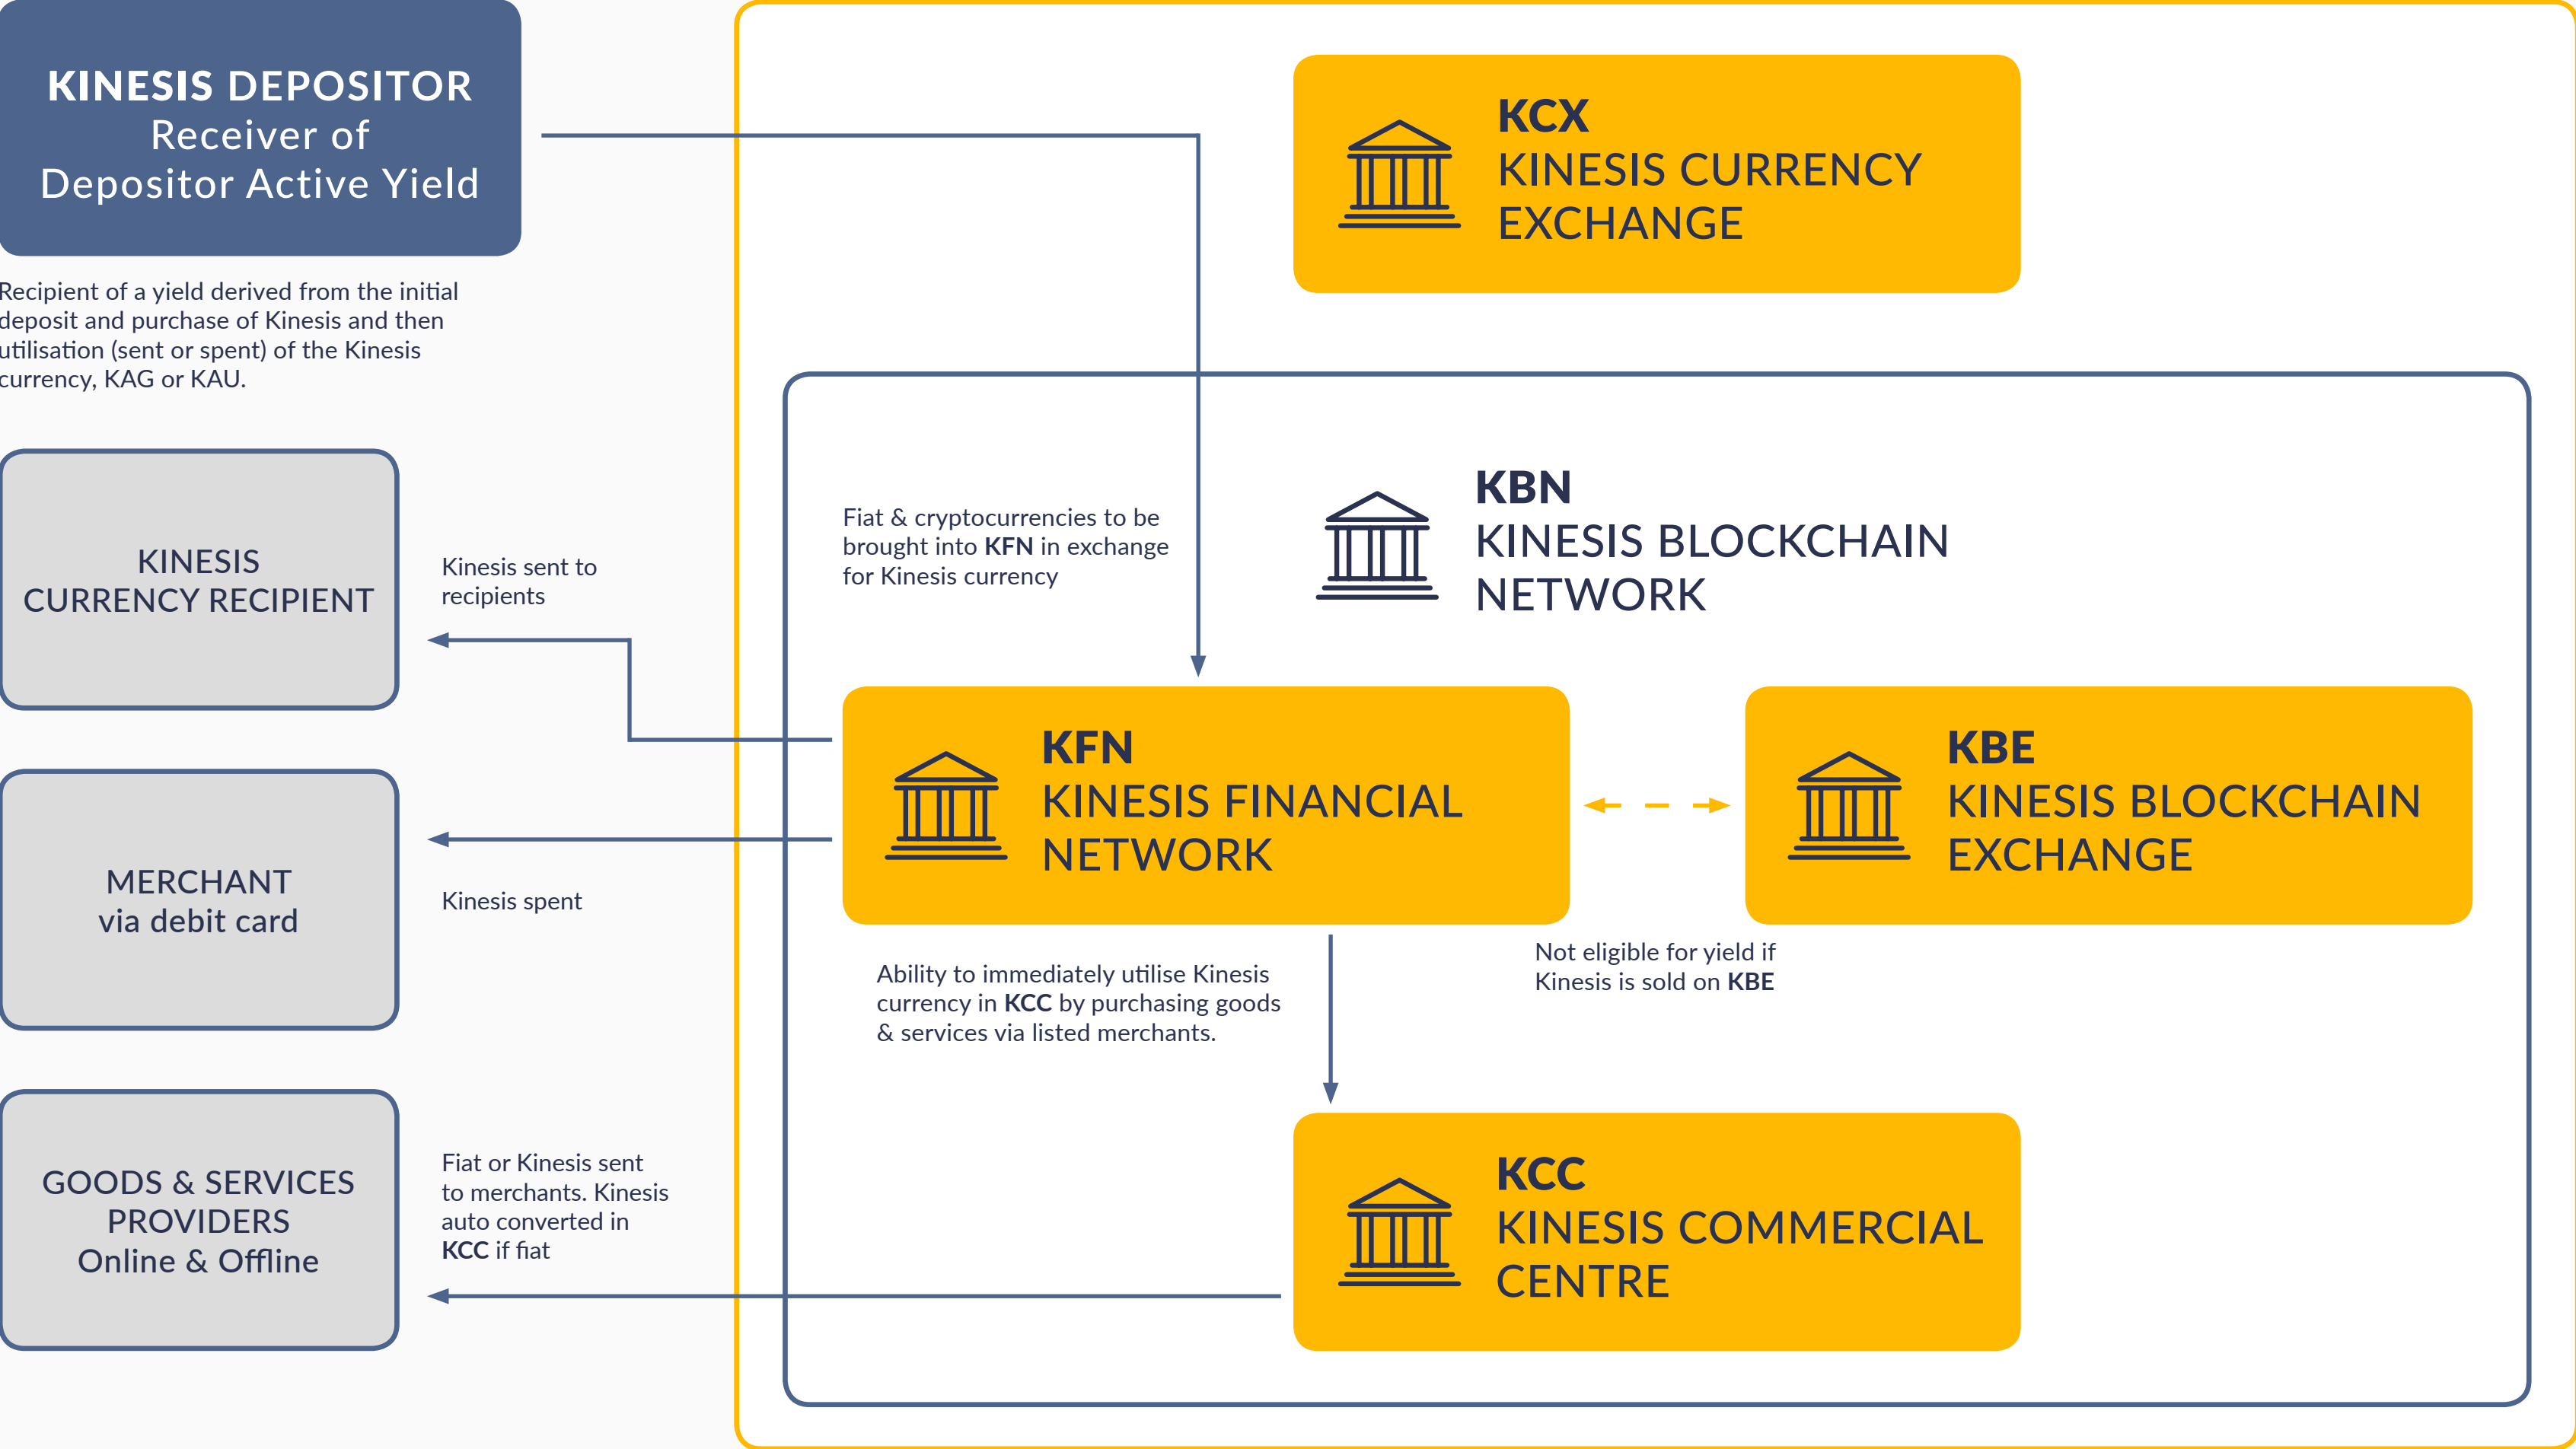 KINESIS DEPOSITOR
Receiver of
Depositor Active Yield
Recipient of a yield derived from the initial
deposit and purchase of Kinesis and then
utilisation (sent or spent) of the Kinesis
currency, KAG or KAU.
KCX
KINESIS CURRENCY
EXCHANGE
KBN
KINESIS BLOCKCHAIN
NETWORK
Fiat & cryptocurrencies to be
brought into KFN in exchange
for Kinesis currency
KINESIS
CURRENCY RECIPIENT
Kinesis sent to
recipients
KFN
KINESIS FINANCIAL
NETWORK
KBE
KINESIS BLOCKCHAIN
EXCHANGE
MERCHANT
via debit card
Kinesis spent
Ability to immediately utilise Kinesis
currency in KCC by purchasing goods
& services via listed merchants.
Not eligible for yield if
Kinesis is sold on KBE
GOODS & SERVICES
PROVIDERS
Online & Offline
Fiat or Kinesis sent
to merchants. Kinesis
auto converted in
KCC if fiat
KCC
KINESIS COMMERCIAL
CENTRE